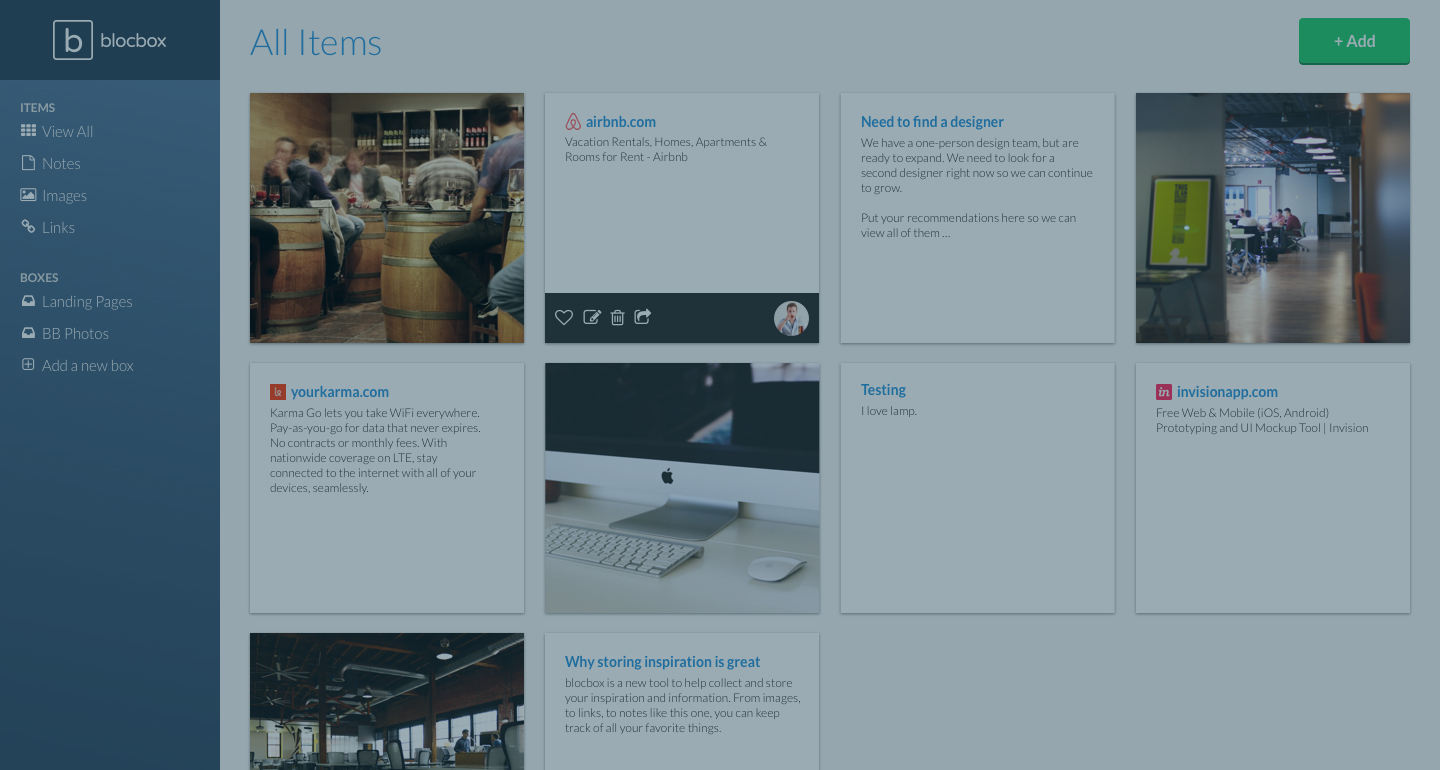 b blocbox
All Items
+ Add
ITEMS
View All
Notes
Images
Links
BOXES
Landing Pages
BB Photos
Add a new box
airbnb.com
Vacation Rentals, Homes, Apartments &
Rooms for Rent - Airbnb
Need to find a designer
We have a one-person design team, but are
ready to expand. We need to look for a
second designer right now so we can continue
to grow.
Put your recommendations here so we can
view all of them ...
yourkarma.com
Karma Go lets you take WiFi everywhere.
Pay-as-you-go for data that never expires.
No contracts or monthly fees. With
nationwide coverage on LTE, stay
connected to the internet with all of your
devices, seamlessly.
Testing
I love lamp.
in invisionapp.com
Free Web & Mobile (iOS, Android)
Prototyping and UI Mockup Tool | Invision
Why storing inspiration is great
blocbox is a new tool to help collect and store
your inspiration and information. From images,
to links, to notes like this one, you can keep
track of all your favorite things.